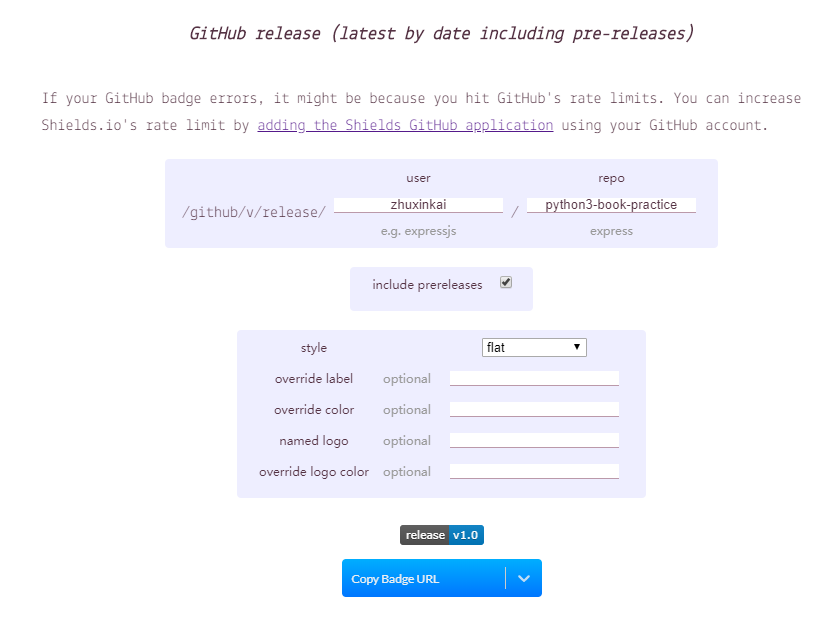 GitHub release (latest by date including pre-releases)
If your GitHub badge errors, it might be because you hit GitHub's rate limits. You can increase
Shields.io's rate limit by adding the Shields GitHub application using your GitHub account.
user repo
/github/v/release/ zhuxinkai / python3-book-practice
e.g. expressjs express
include prereleases
style flat
override label optional
override color optional
named logo optional
override logo color optional
release v1.0
Copy Badge URL